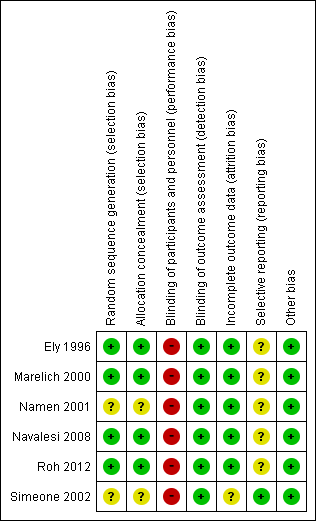 Random sequence generation (selection bias)
Allocation concealment (selection bias)
Blinding of participants and personnel (performance bias)
Blinding of outcome assessment (detection bias)
Incomplete outcome data (attrition bias)
Selective reporting (reporting bias)
Other bias
Ely 1996 + + - + + ? +
Marelich 2000 + + - + + ? +
Namen 2001 ? ? - + + ? +
Navalesi 2008 + + - + + ? +
Roh 2012 + + - + + ? +
Simeone 2002 ? ? - + ? + +